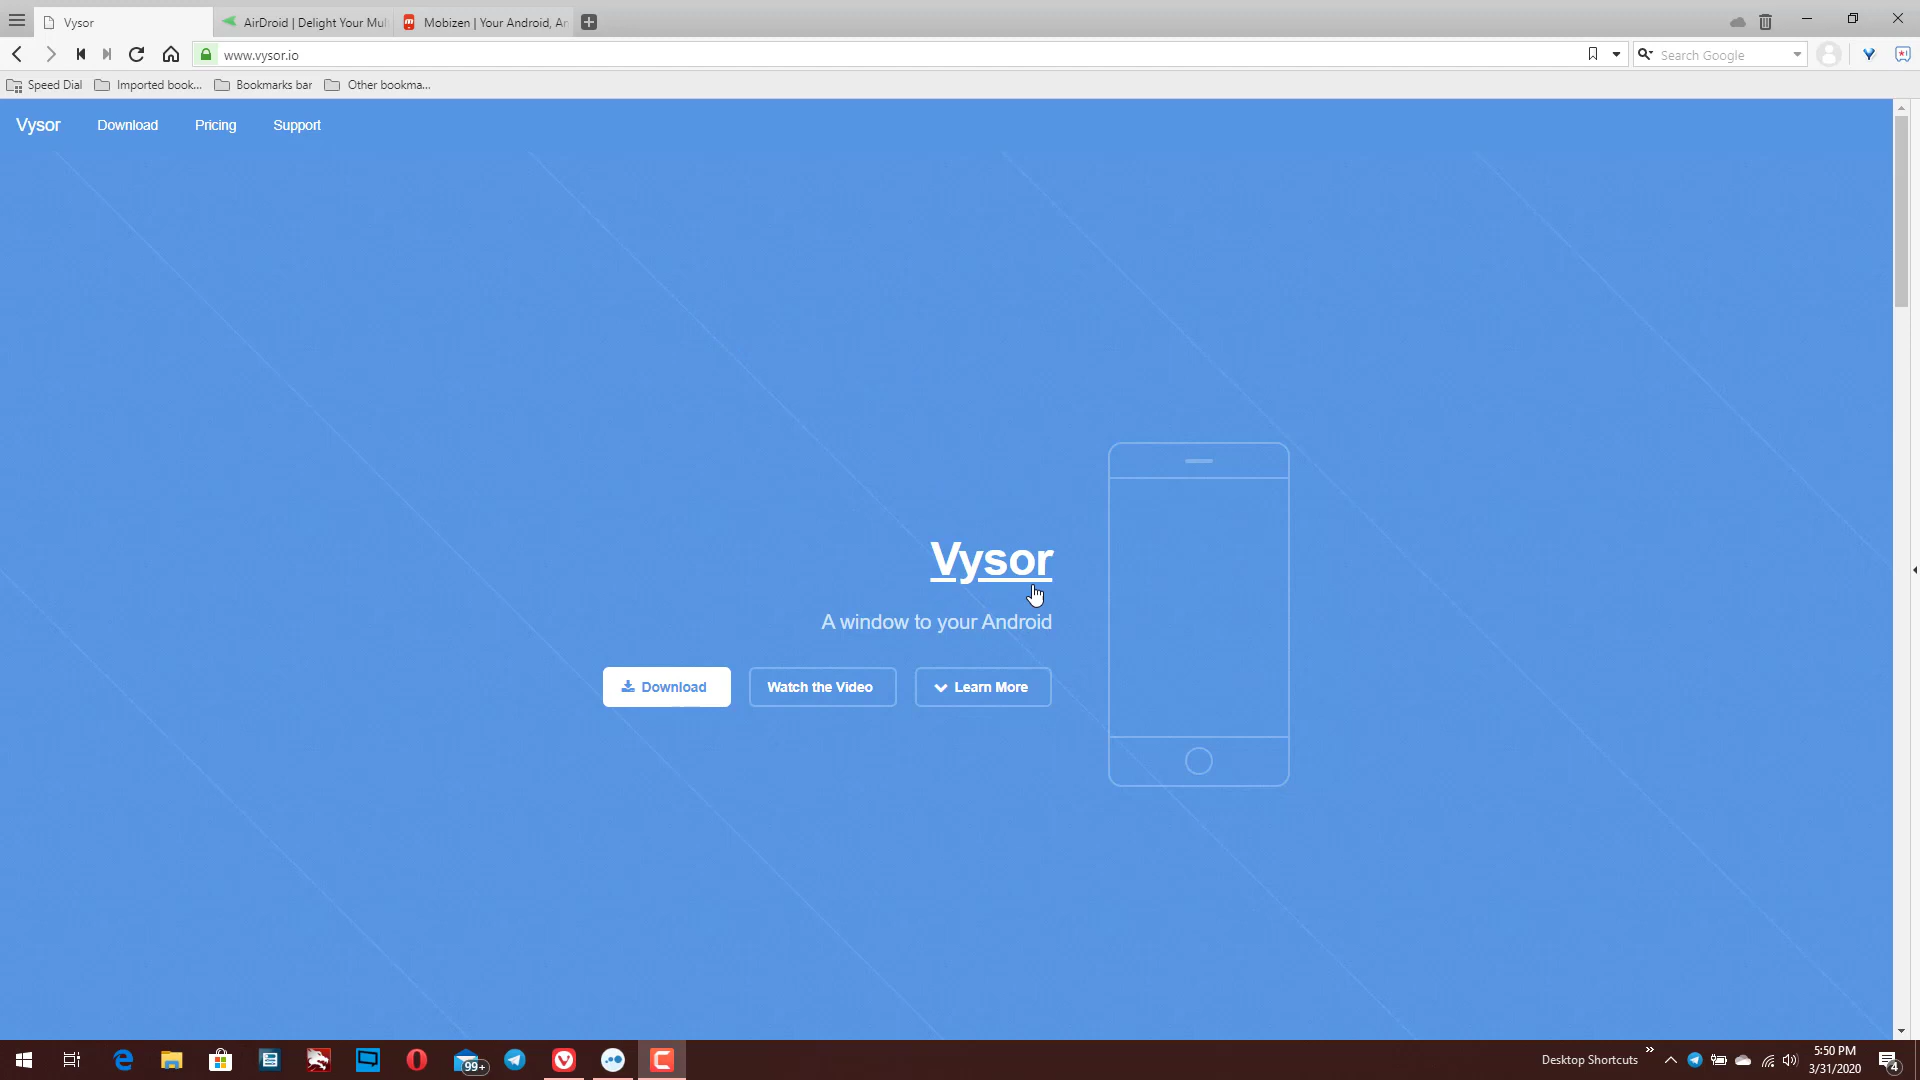 Vysor
AirDroid | Delight Your Mul
Mobizen | Your Android, An
www.vysor.io
Search Google
Speed Dial
Imported book...
Bookmarks bar
Other bookma...
Vysor
Download
Pricing
Support
Vysor
A window to your Android
Download
Watch the Video
Learn More
99+
Desktop Shortcuts
5:50 PM
3/31/2020
4